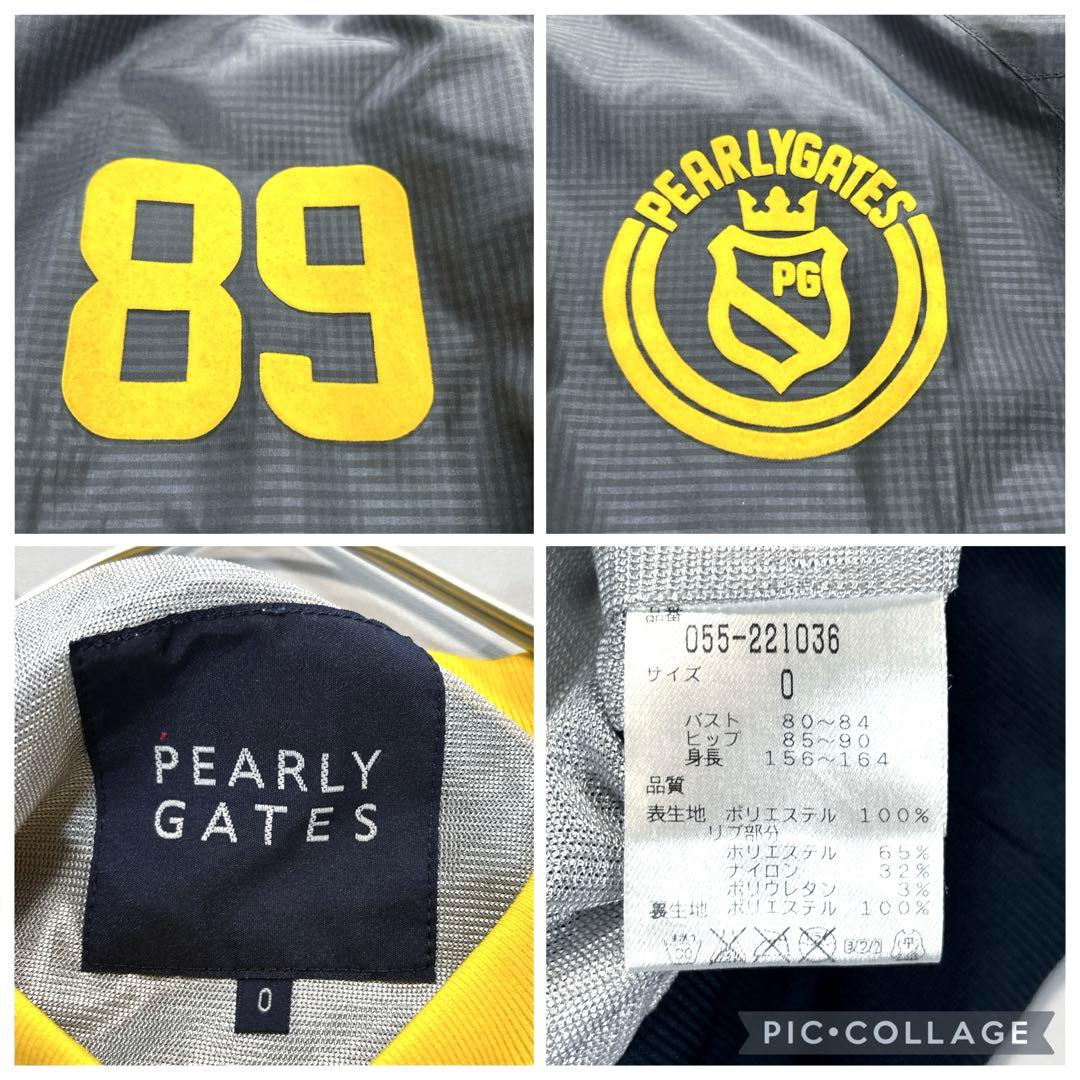 89
PEARLYGATES
PG
PEARLY
GATES
0
品番
055-221036
サイズ
0
バスト 80~84
ヒップ 85~90
身長 156~164
品質
表生地 ポリエステル 100%
リブ部分
ポリエステル 65%
ナイロン 32%
ポリウレタン 3%
裏生地 ポリエステル 100%
PIC•COLLAGE